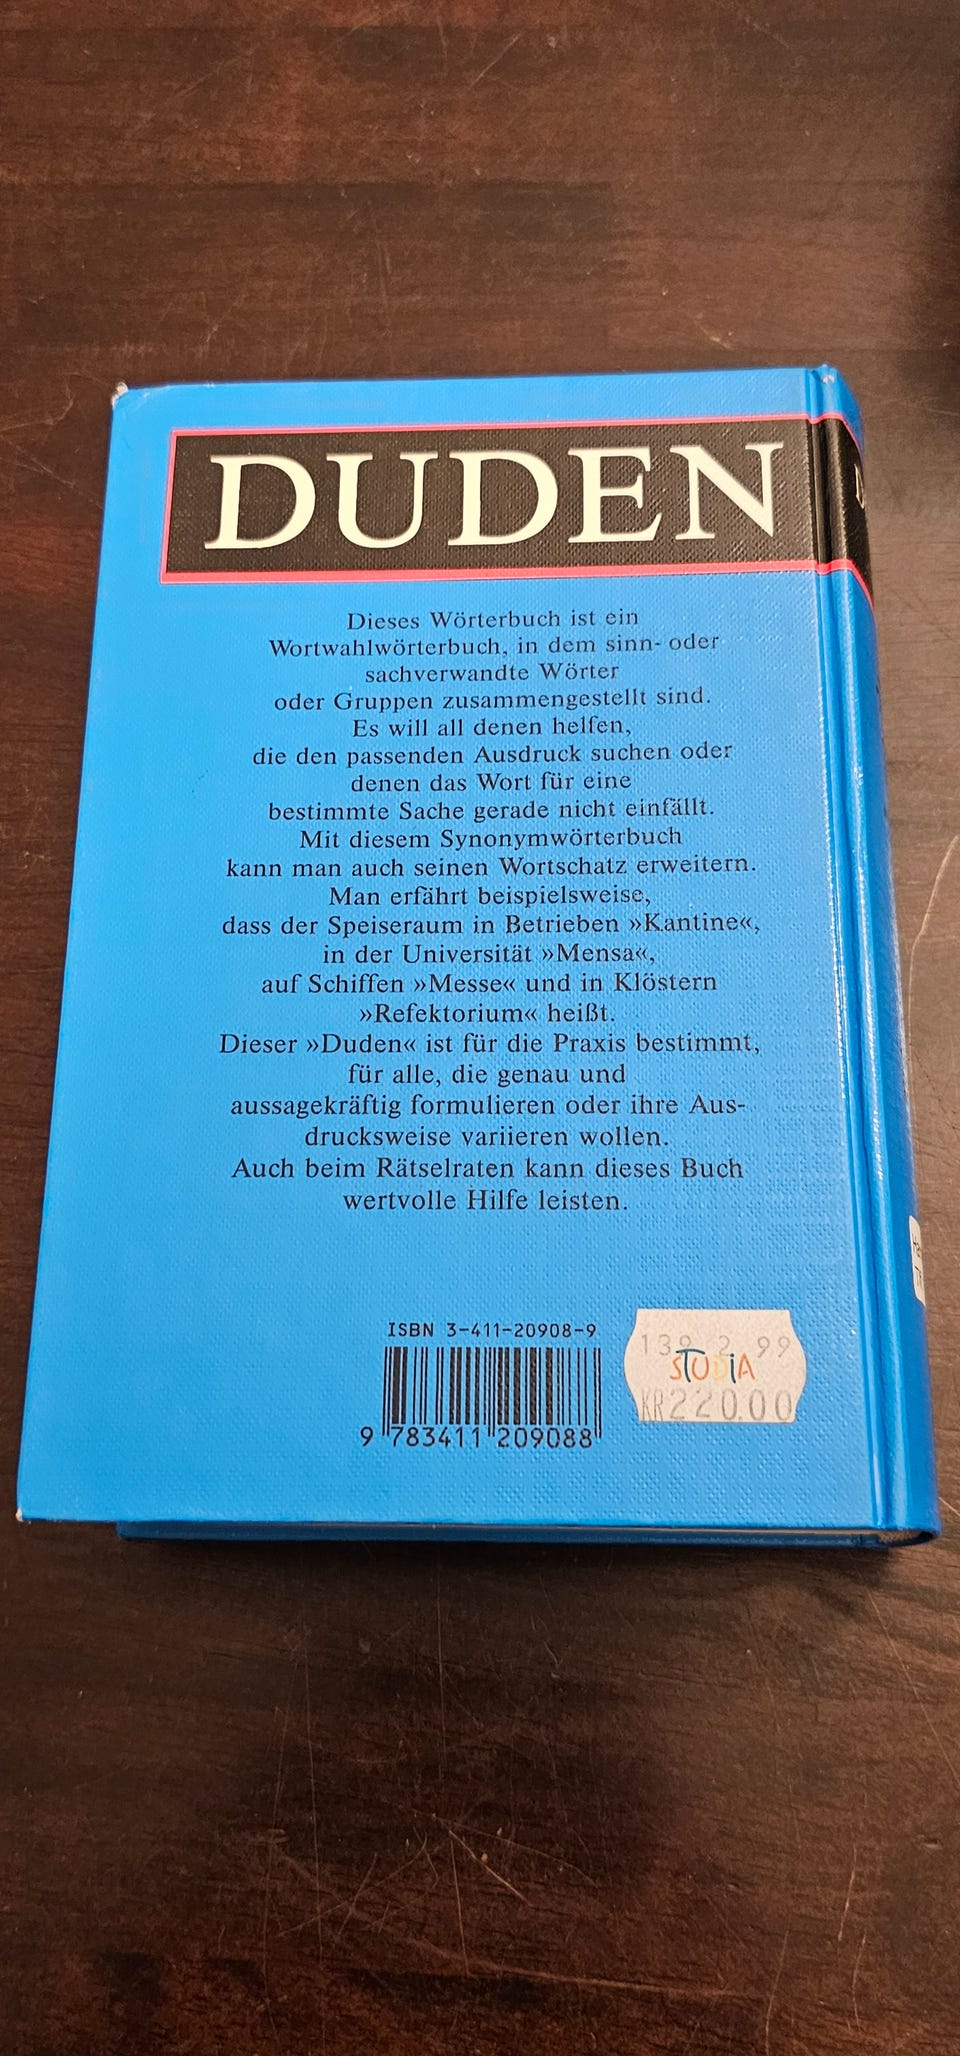 DUDEN
Dieses Wörterbuch ist ein
Wortwahlwörterbuch, in dem sinn- oder
sachverwandte Wörter
oder Gruppen zusammengestellt sind.
Es will all denen helfen,
die den passenden Ausdruck suchen oder
denen das Wort für eine
bestimmte Sache gerade nicht einfällt.
Mit diesem Synonymwörterbuch
kann man auch seinen Wortschatz erweitern.
Man erfährt beispielsweise,
dass der Speiseraum in Betrieben »Kantine«,
in der Universität »Mensa«,
auf Schiffen »Messe« und in Klöstern
»Refektorium« heißt.
Dieser »Duden« ist für die Praxis bestimmt,
für alle, die genau und
aussagekräftig formulieren oder ihre Aus-
drucksweise variieren wollen.
Auch beim Rätselraten kann dieses Buch
wertvolle Hilfe leisten.
ISBN 3-411-20908-9
9 783411 209088
139 2 99
STUDiA
KR220.00